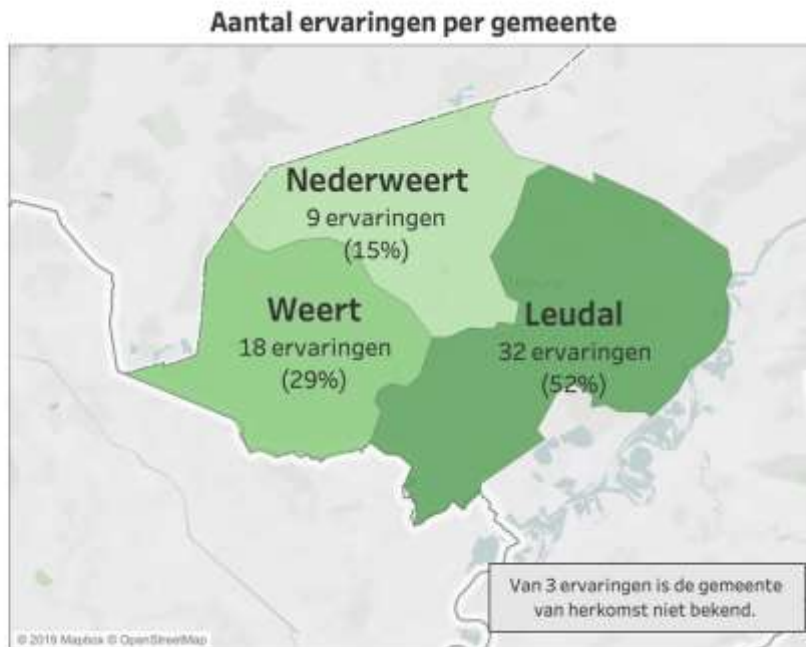 Aantal ervaringen per gemeente
Nederweert
9 ervaringen
(15%)
Weert
18 ervaringen
(29%)
Leudal
32 ervaringen
(52%)
Van 3 ervaringen is de gemeente
van herkomst niet bekend.
© 2019 Mapbox © OpenStreetMap